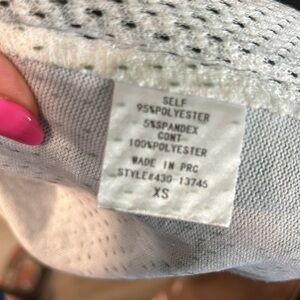 SELF
95%POLYESTER
5%SPANDEX
CONT
100%POLYESTER
MADE IN PRC
STYLE#430-13745
XS